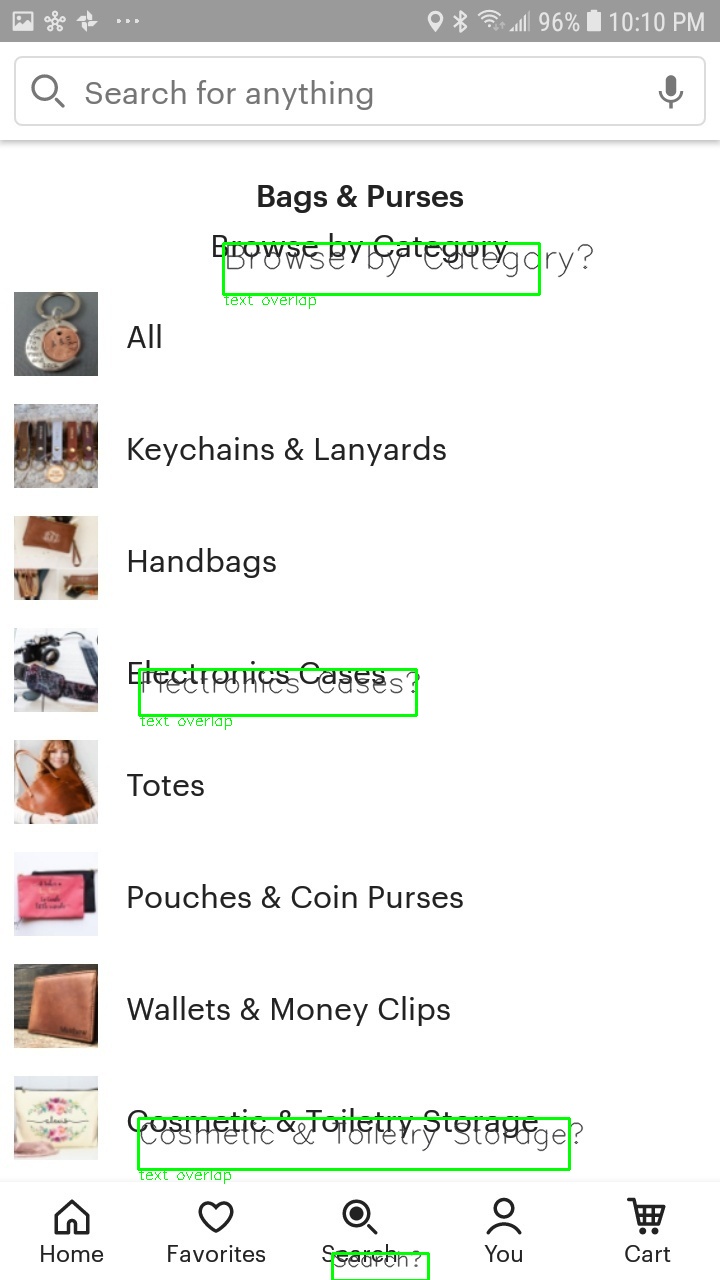 96% 10:10 PM
Search for anything
Bags & Purses
Browse by Category
Browse by Category?
text overlap
All
Keychains & Lanyards
Handbags
Electronics Cases
Electronics Cases?
text overlap
Totes
Pouches & Coin Purses
Wallets & Money Clips
Cosmetic & Toiletry Storage
Cosmetic & Toiletry Storage?
text overlap
Home Favorites Search You Cart
Search?